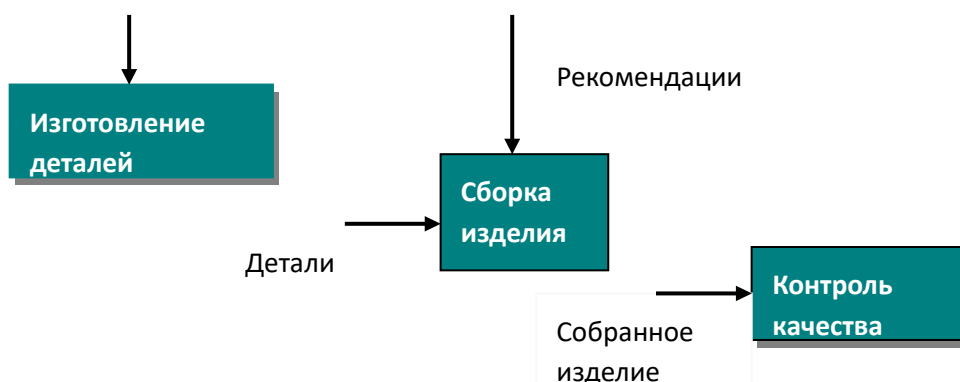 Рекомендации
Изготовление
деталей
Сборка
изделия
Детали
Контроль
качества
Собранное
изделие